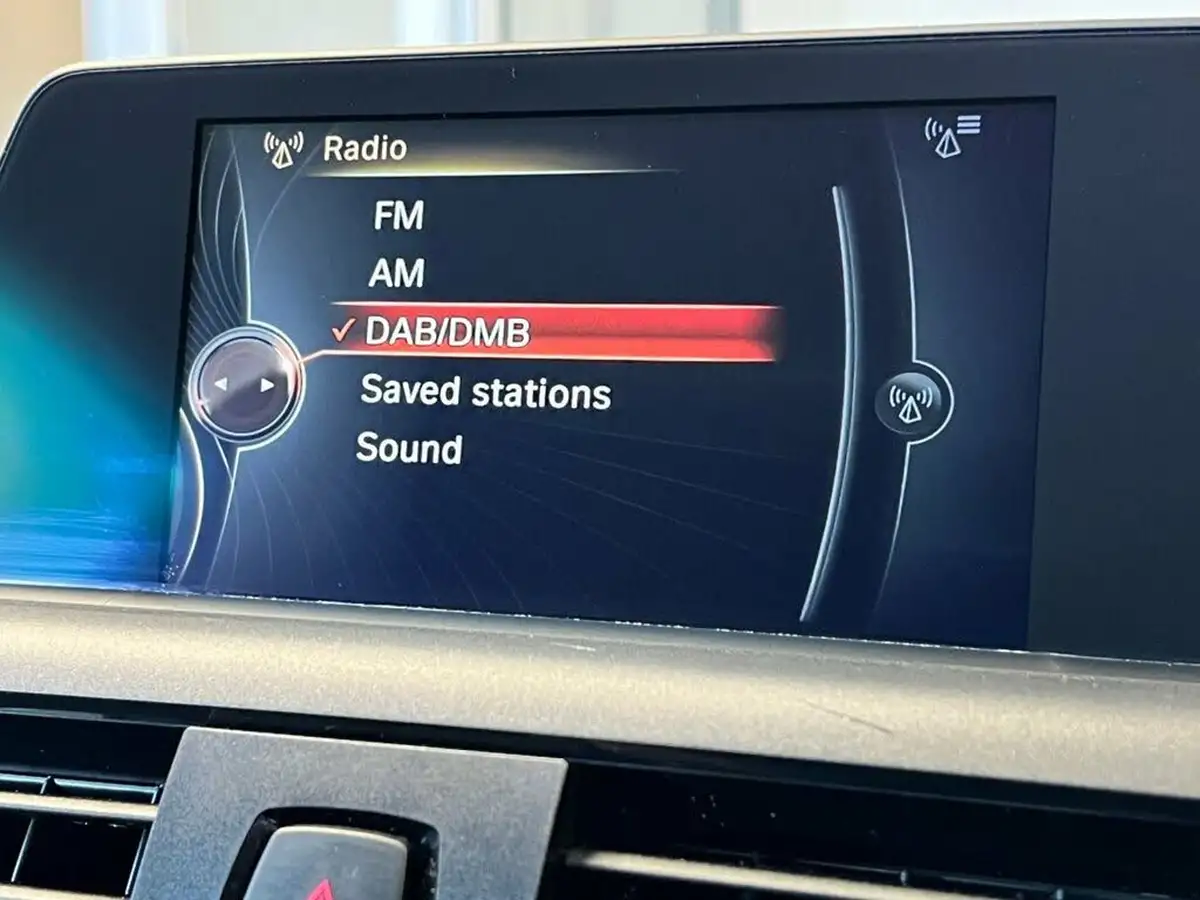 Radio
FM
AM
✓ DAB/DMB
Saved stations
Sound